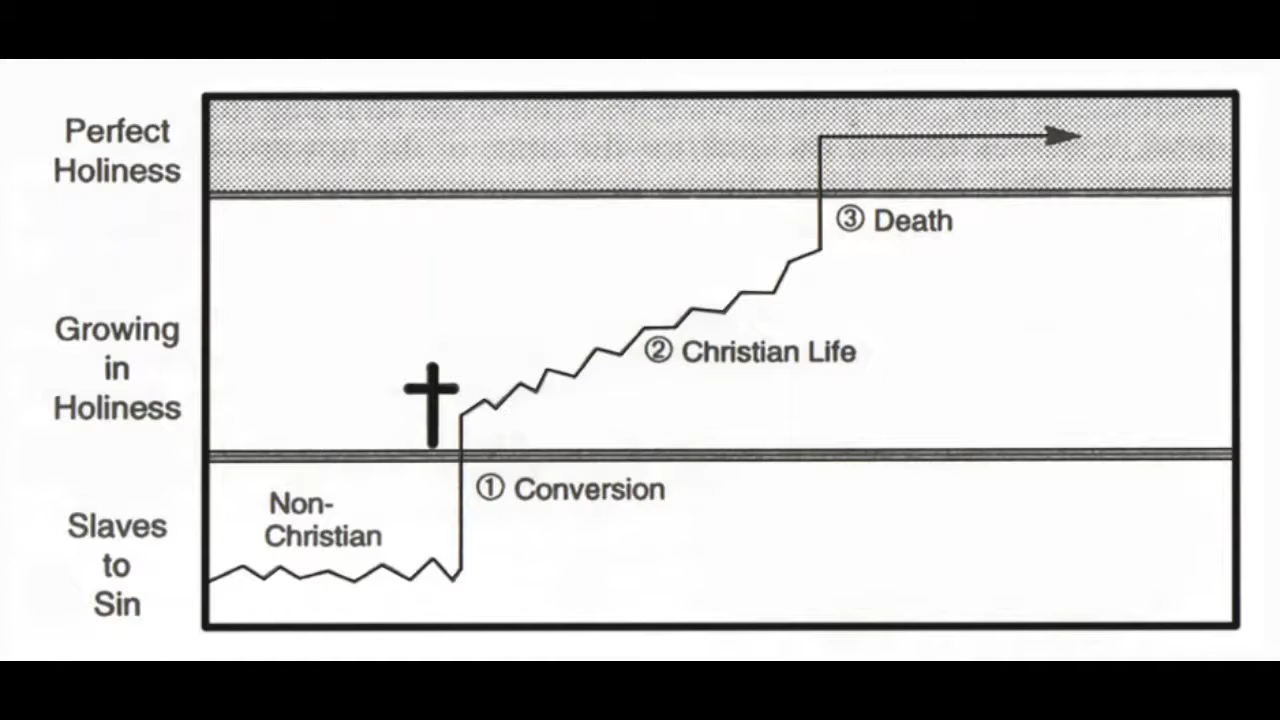 Perfect
Holiness
③ Death
Growing
in
Holiness
② Christian Life
① Conversion
Non-
Christian
Slaves
to
Sin